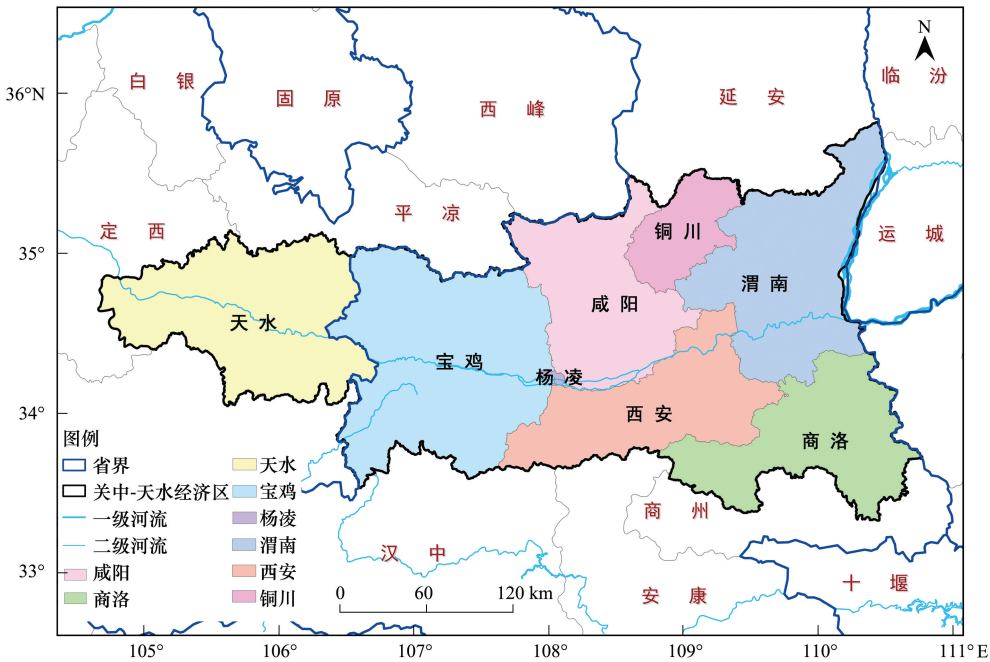 N
36°N
35°
34°
33°
白银
固原
西峰
延安
临汾
定西
平凉
铜川
运城
渭南
咸阳
天水
宝鸡
杨凌
西安
商洛
商州
汉中
安康
十堰
图例
省界
天水
关中-天水经济区
宝鸡
一级河流
杨凌
二级河流
渭南
咸阳
西安
商洛
铜川
0 60 120 km
105° 106° 107° 108° 109° 110° 111° E